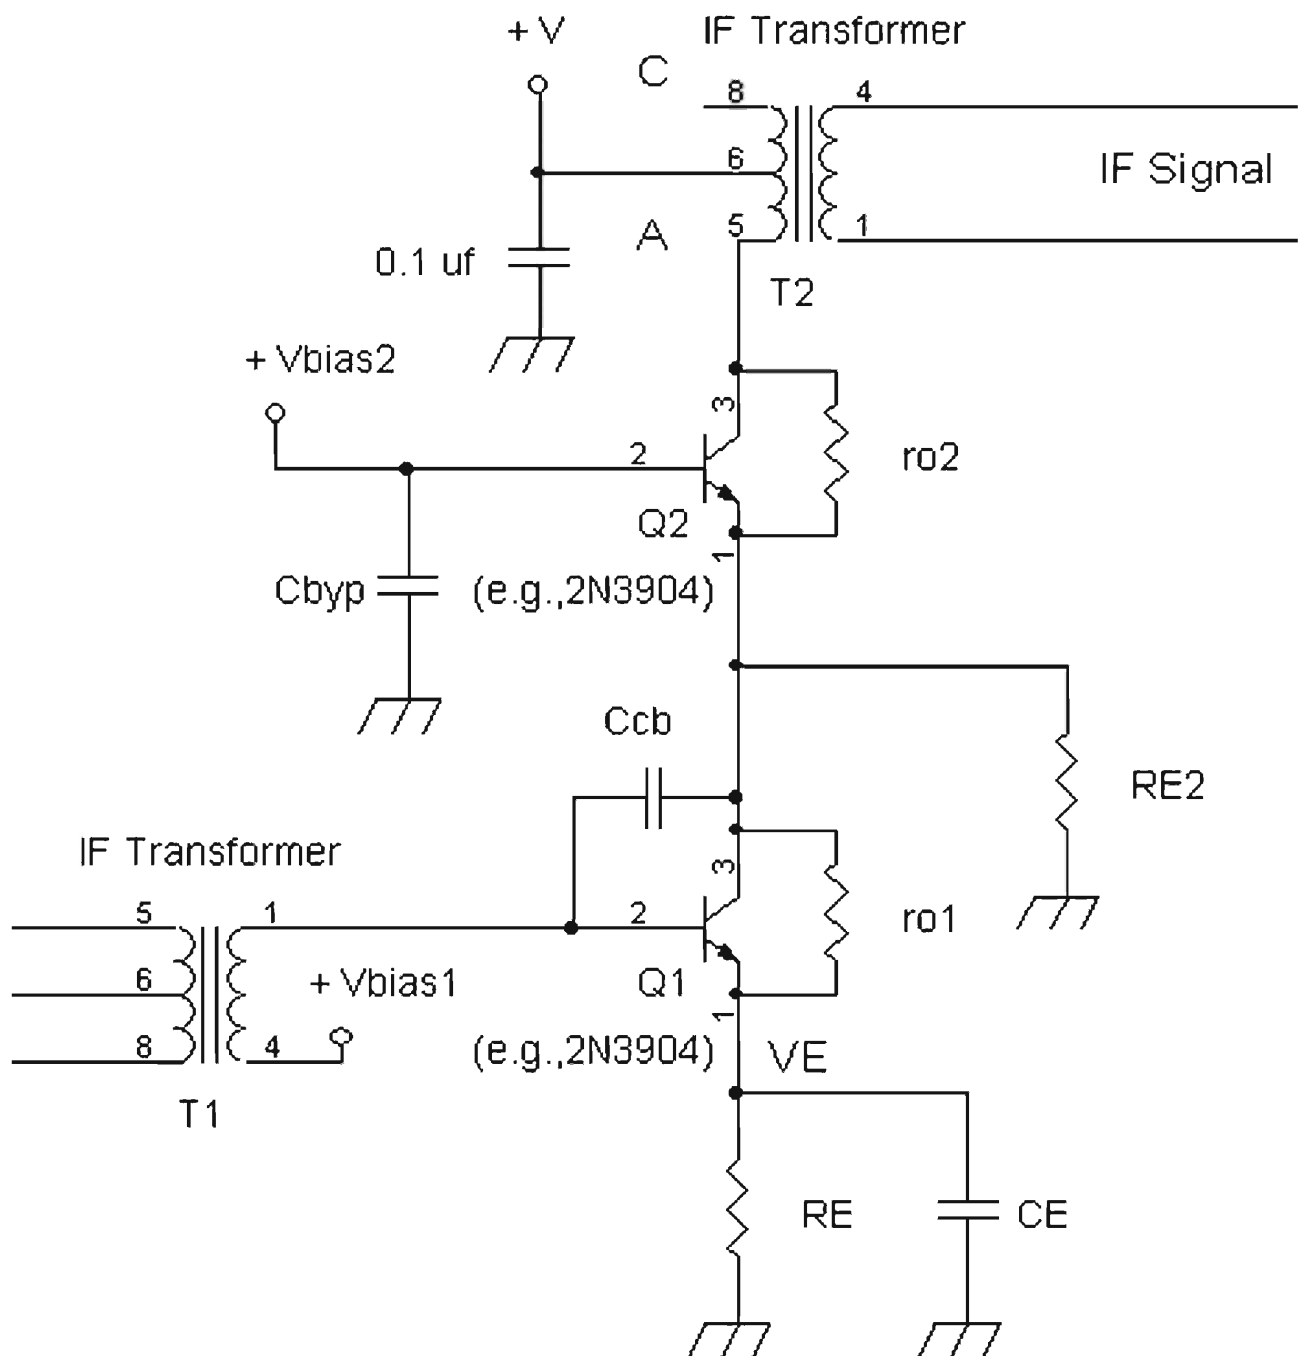 + V
IF Transformer
C
8
4
6
IF Signal
A
5
1
0.1 uf
T2
+ Vbias2
3
2
ro2
Q2
1
Cbyp
(e.g.,2N3904)
Ccb
RE2
IF Transformer
3
5
1
2
ro1
6
+ Vbias1
Q1
1
8
4
(e.g.,2N3904)
VE
T1
RE
CE